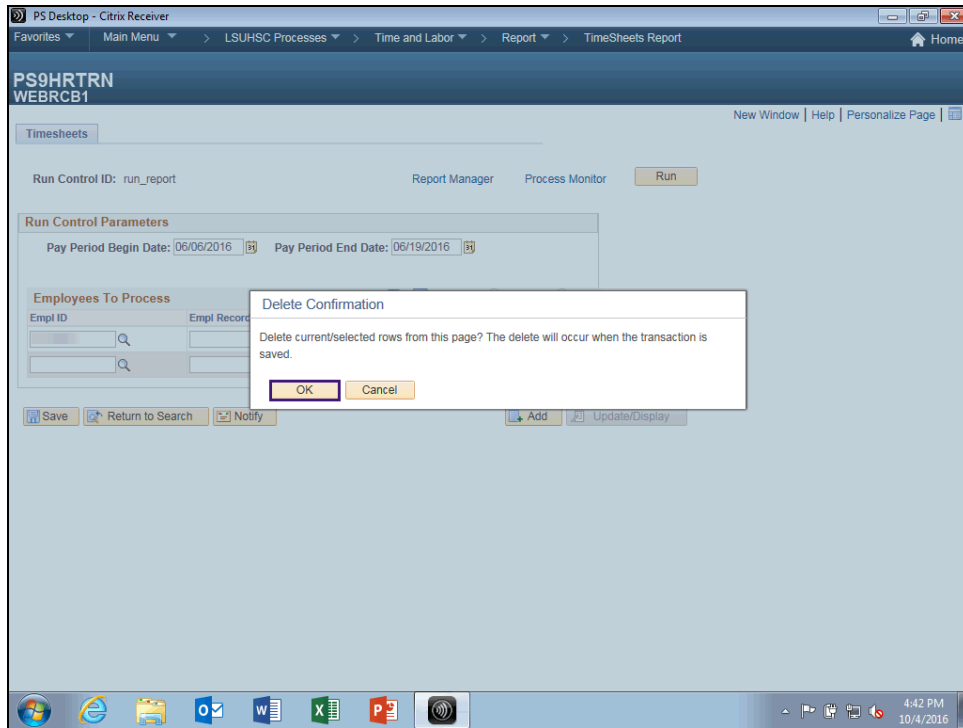 PS Desktop - Citrix Receiver
Favorites Main Menu > LSUHSC Processes > Time and Labor > Report > TimeSheets Report Home
PS9HRTRN
WEBRCB1
New Window | Help | Personalize Page |
Timesheets
Run Control ID: run_report Report Manager Process Monitor Run
Run Control Parameters
Pay Period Begin Date: 06/06/2016 Pay Period End Date: 06/19/2016
Employees To Process
Empl ID Empl Record
Delete Confirmation
Delete current/selected rows from this page? The delete will occur when the transaction is
saved.
OK Cancel
Save Return to Search Notify Add Update/Display
4:42 PM
10/4/2016